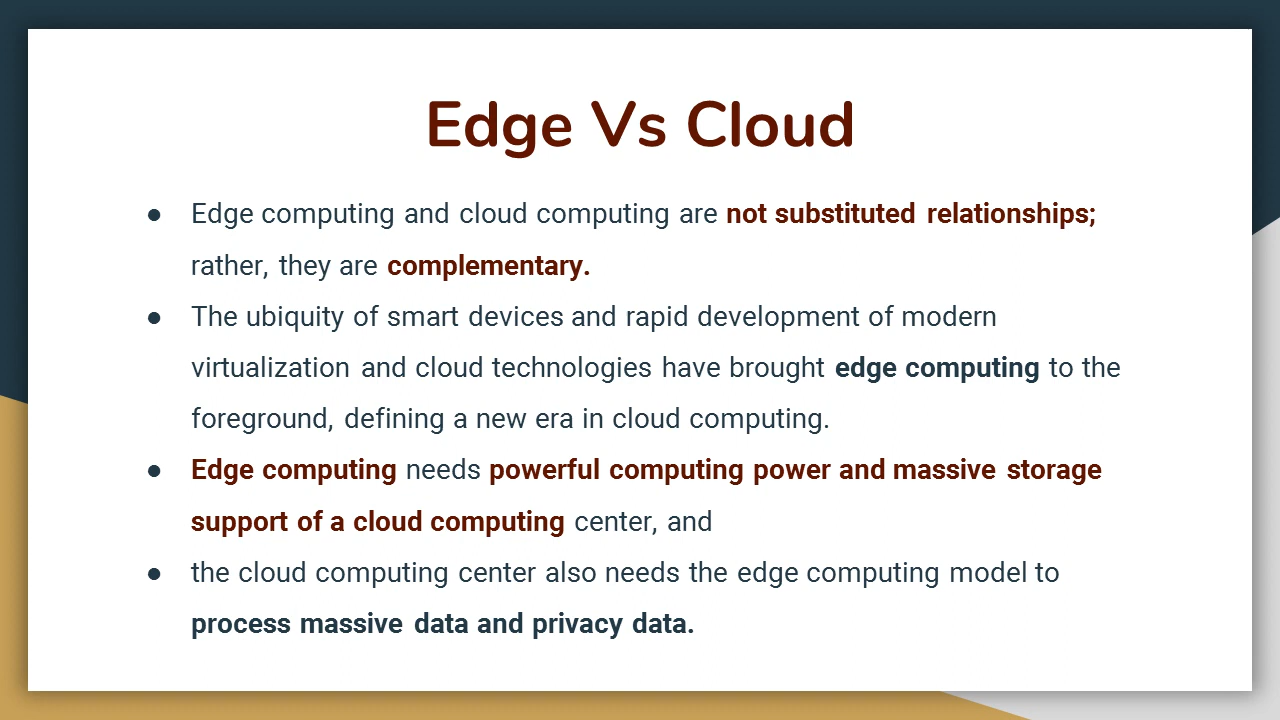 Edge Vs Cloud
● Edge computing and cloud computing are not substituted relationships;
rather, they are complementary.
● The ubiquity of smart devices and rapid development of modern
virtualization and cloud technologies have brought edge computing to the
foreground, defining a new era in cloud computing.
● Edge computing needs powerful computing power and massive storage
support of a cloud computing center, and
● the cloud computing center also needs the edge computing model to
process massive data and privacy data.